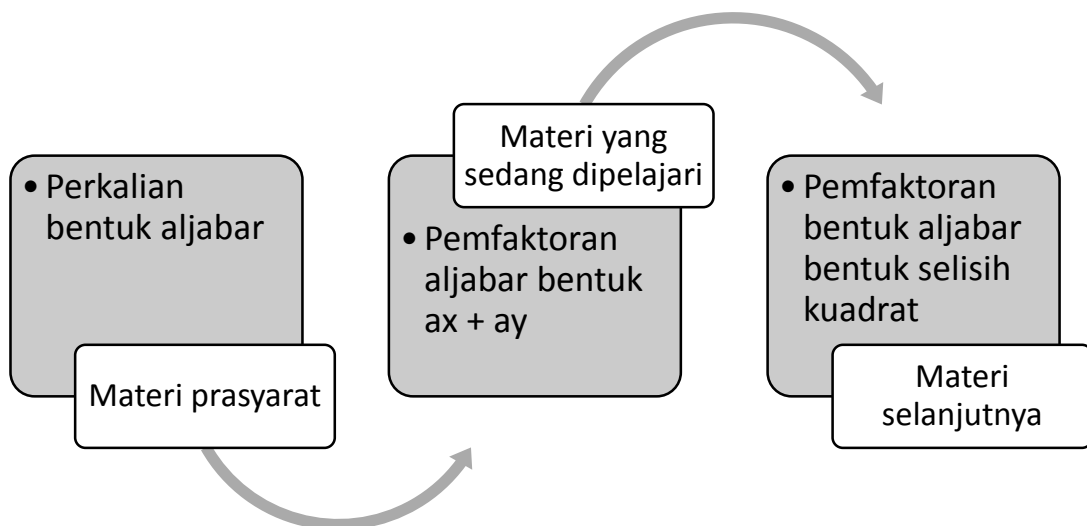 • Perkalian
bentuk aljabar
Materi prasyarat
Materi yang
sedang dipelajari
• Pemfaktoran
aljabar bentuk
ax + ay
• Pemfaktoran
bentuk aljabar
bentuk selisih
kuadrat
Materi
selanjutnya